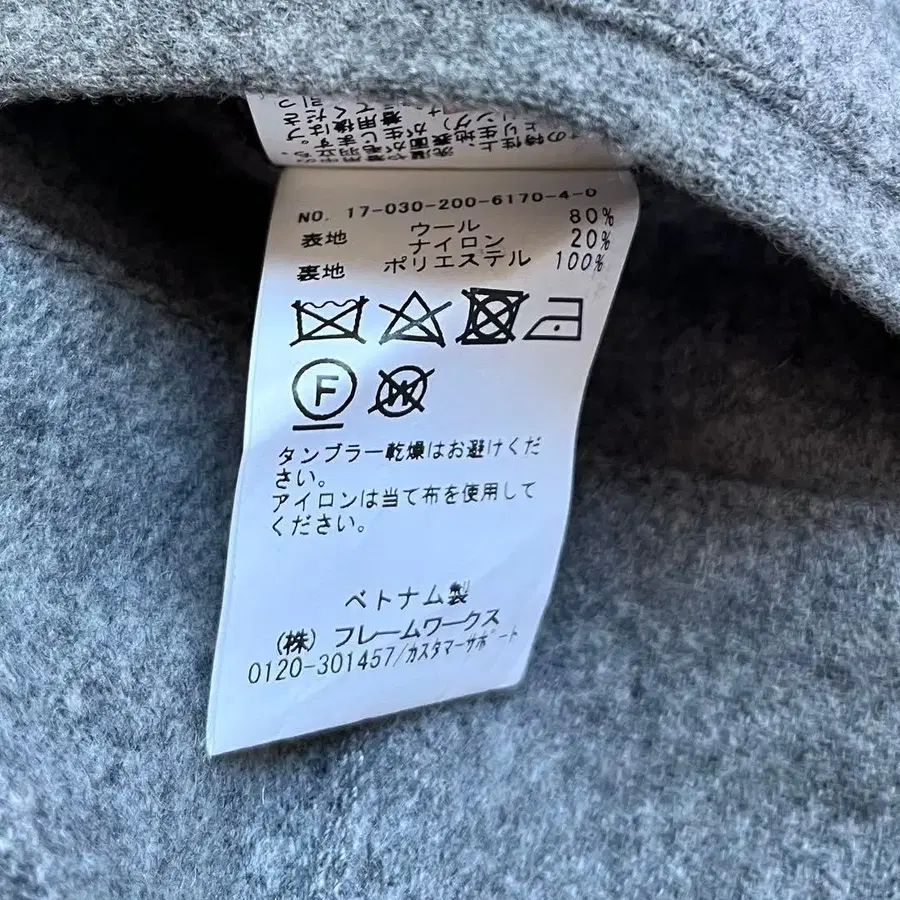 NO. 17-030-200-6170-4-0
表地 ウール 80%
ナイロン 20%
裏地 ポリエステル 100%
F W
タンブラー乾燥はお避けくだ
さい。
アイロンは当て布を使用して
ください。
ベトナム製
(株) フレームワークス
0120-301457/カスタマーサポート